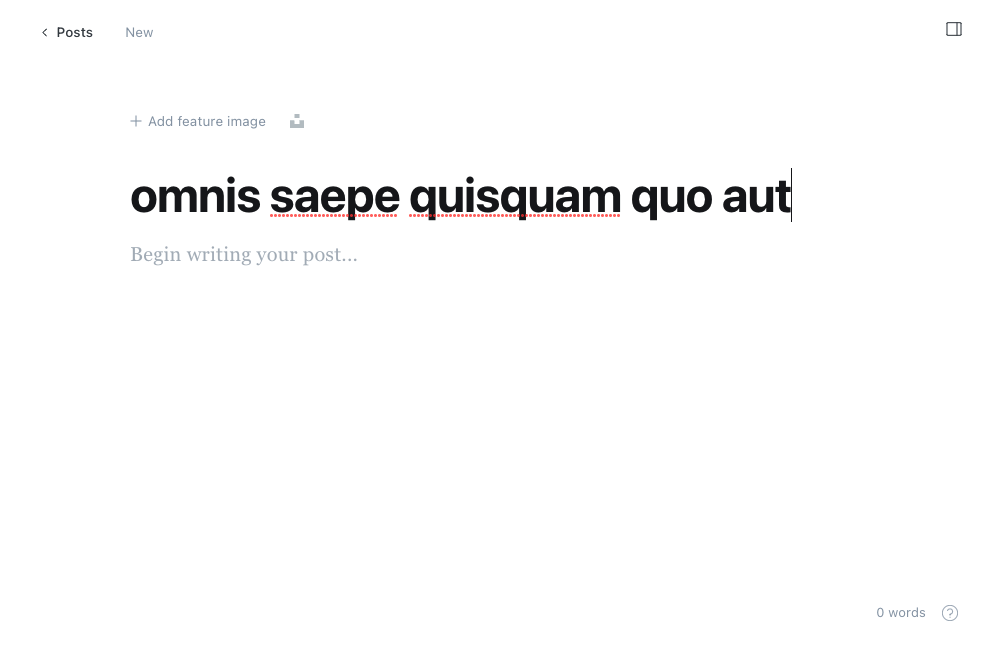 Posts New
Add feature image
omnis saepe quisquam quo aut
Begin writing your post...
0 words